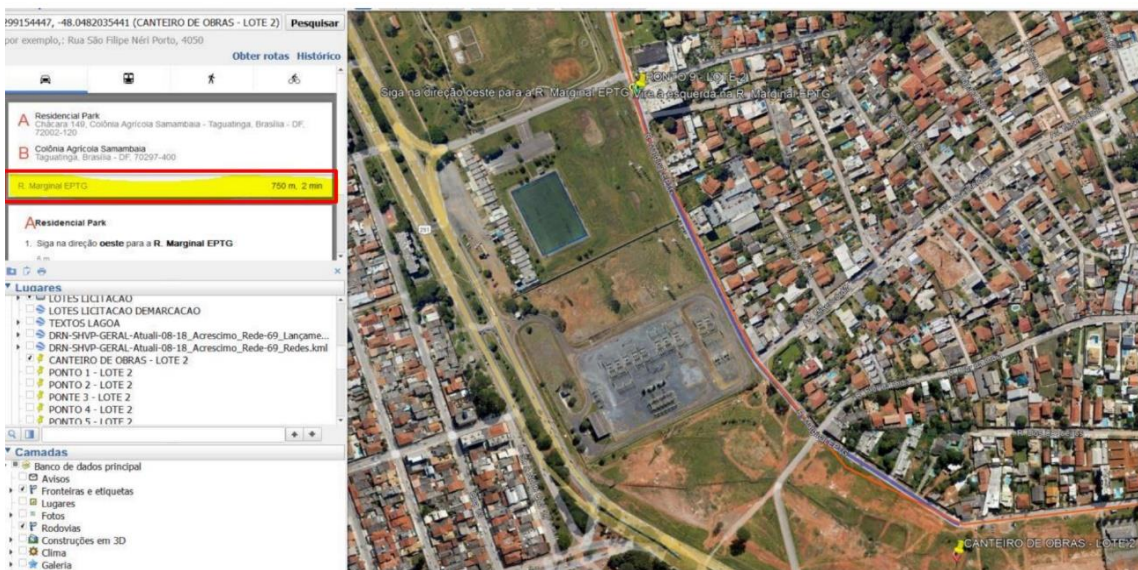 299154447, -48.0482035441 (CANTEIRO DE OBRAS - LOTE 2) Pesquisar
por exemplo,: Rua São Filipe Néri Porto, 4050
Obter rotas Histórico
A Residencial Park
Chácara 149, Colônia Agrícola Samambaia - Taguatinga, Brasília - DF,
72002-120
B Colônia Agrícola Samambaia
Taguatinga, Brasília - DF, 70297-400
R. Marginal EPTG 750 m, 2 min
A Residencial Park
1. Siga na direção oeste para a R. Marginal EPTG
Lugares
LOTES LICITACAO
LOTES LICITACAO DEMARCACAO
TEXTOS LAGOA
DRN-SHVP-GERAL-Atuali-08-18_Acrescimo_Rede-69_Lançame...
DRN-SHVP-GERAL-Atuali-08-18_Acrescimo_Rede-69_Redes.kml
CANTEIRO DE OBRAS - LOTE 2
PONTO 1 - LOTE 2
PONTO 2 - LOTE 2
PONTE 3 - LOTE 2
PONTO 4 - LOTE 2
PONTO 5 - LOTE 2
Camadas
Banco de dados principal
Avisos
Fronteiras e etiquetas
Lugares
Fotos
Rodovias
Construções em 3D
Clima
Galeria
PONTO 9 - LOTE 2
Siga na direção oeste para a R. Marginal EPTG
Vire à esquerda na R. Marginal EPTG
CANTEIRO DE OBRAS - LOTE 2